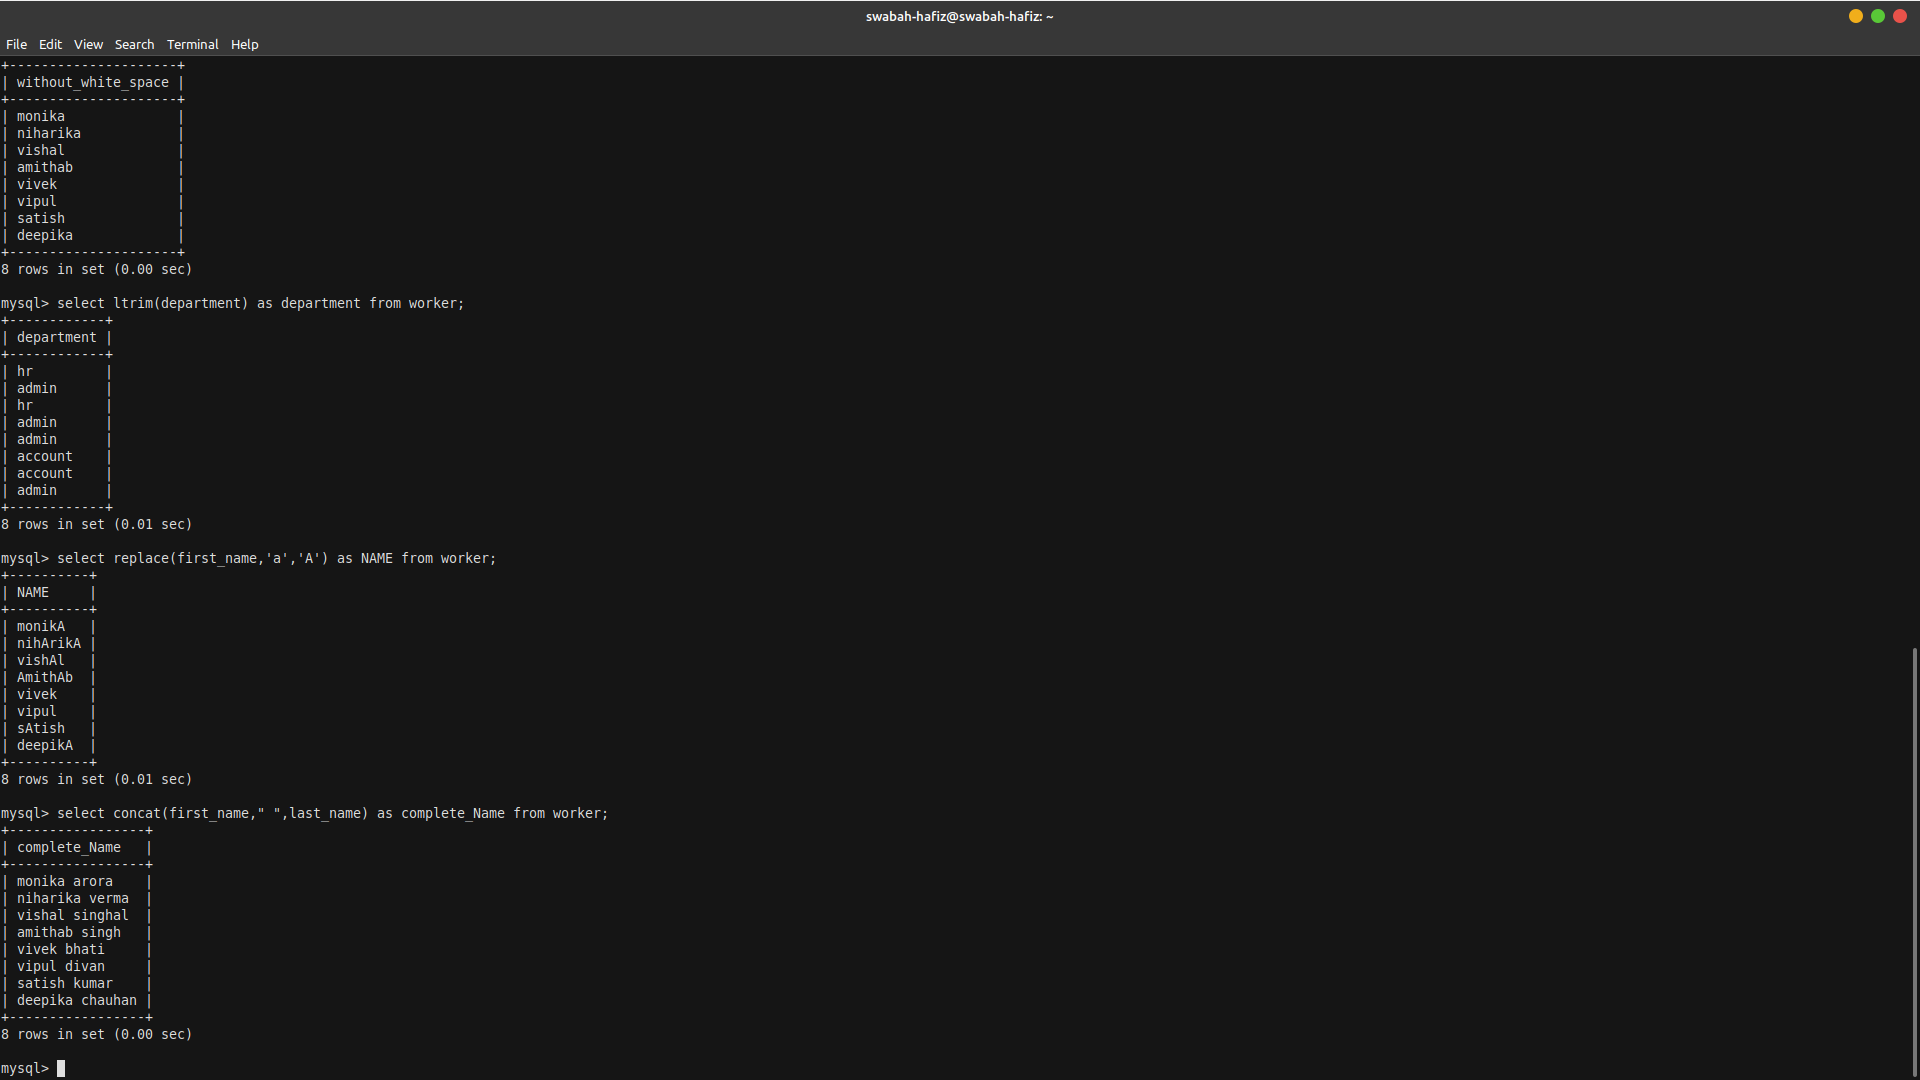 swabah-hafiz@swabah-hafiz: ~
File Edit View Search Terminal Help
+---------------------+
| without_white_space |
+---------------------+
| monika              |
| niharika            |
| vishal              |
| amithab             |
| vivek               |
| vipul               |
| satish              |
| deepika             |
+---------------------+
8 rows in set (0.00 sec)

mysql> select ltrim(department) as department from worker;
+------------+
| department |
+------------+
| hr         |
| admin      |
| hr         |
| admin      |
| admin      |
| account    |
| account    |
| admin      |
+------------+
8 rows in set (0.01 sec)

mysql> select replace(first_name,'a','A') as NAME from worker;
+----------+
| NAME     |
+----------+
| monikA   |
| nihArikA |
| vishAl   |
| AmithAb  |
| vivek    |
| vipul    |
| sAtish   |
| deepikA  |
+----------+
8 rows in set (0.01 sec)

mysql> select concat(first_name," ",last_name) as complete_Name from worker;
+-----------------+
| complete_Name   |
+-----------------+
| monika arora    |
| niharika verma  |
| vishal singhal  |
| amithab singh   |
| vivek bhati     |
| vipul divan     |
| satish kumar    |
| deepika chauhan |
+-----------------+
8 rows in set (0.00 sec)

mysql>